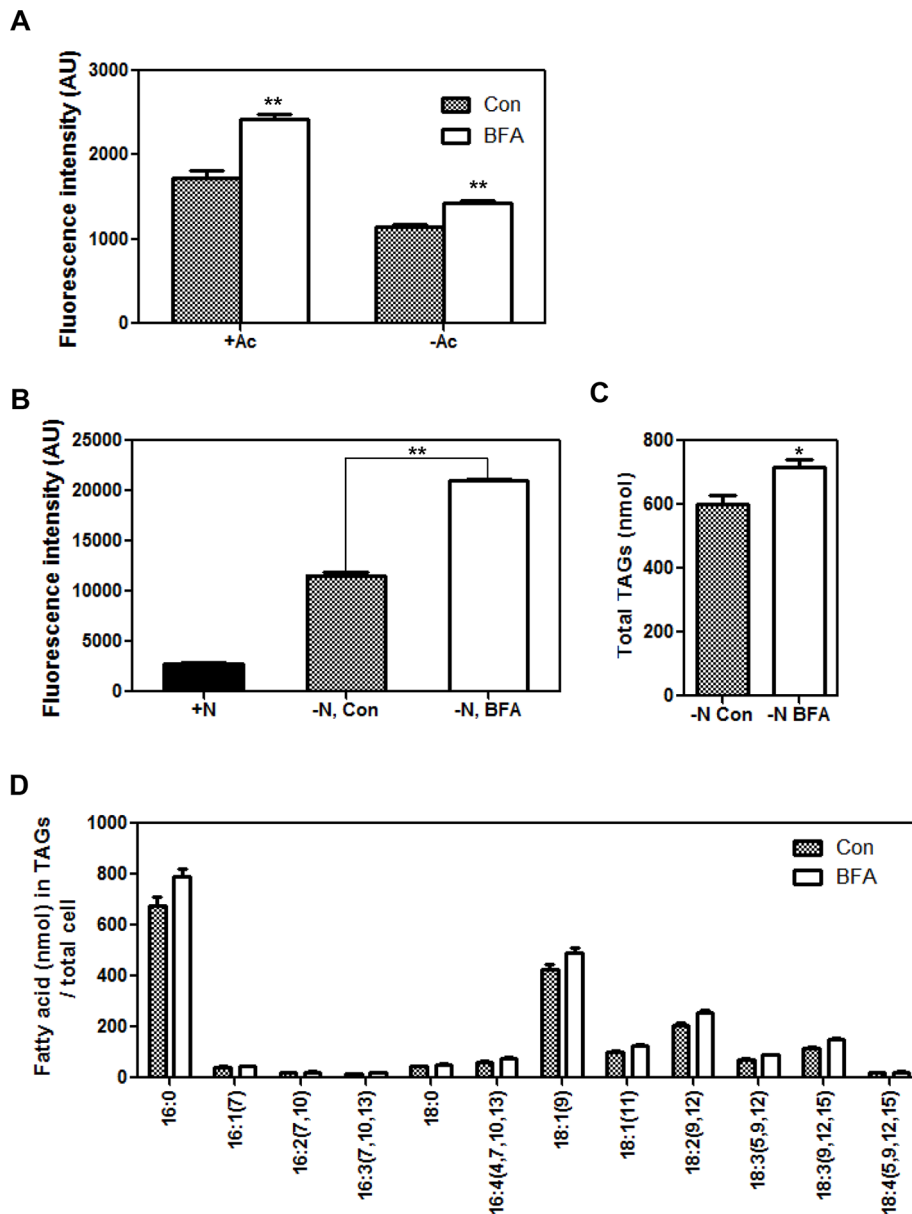 A
Fluorescence intensity (AU)
3000
2000
1000
0
**
**
Con
BFA
+Ac
-Ac
B
Fluorescence intensity (AU)
25000
20000
15000
10000
5000
0
**
+N
-N, Con
-N, BFA
C
Total TAGs (nmol)
800
600
400
200
0
*
-N Con
-N BFA
D
Fatty acid (nmol) in TAGs
/ total cell
1000
800
600
400
200
0
Con
BFA
16:0
16:1(7)
16:2(7,10)
16:3(7,10,13)
18:0
16:4(4,7,10,13)
18:1(9)
18:1(11)
18:2(9,12)
18:3(5,9,12)
18:3(9,12,15)
18:4(5,9,12,15)